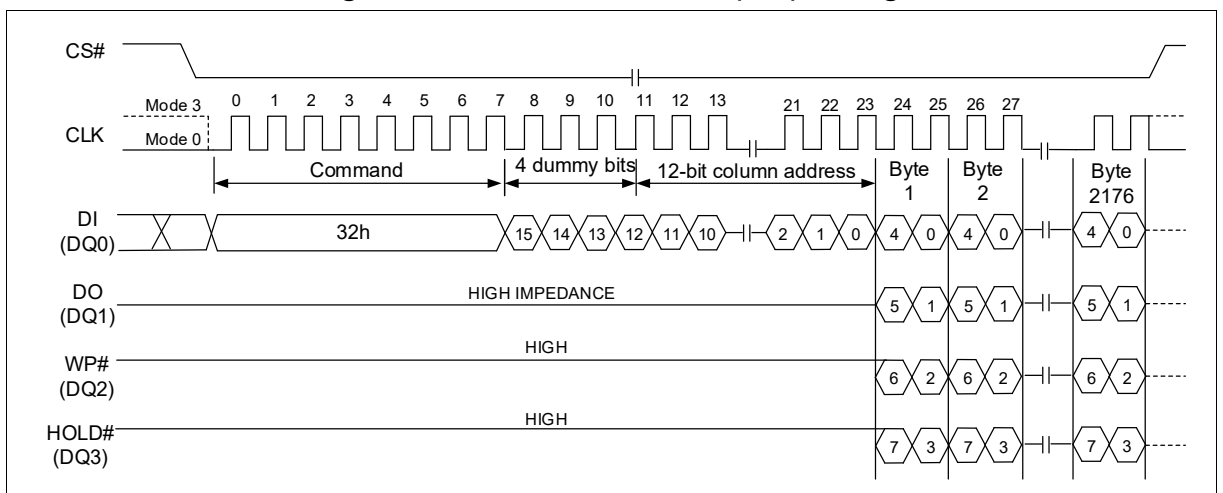 CS#
Mode 3 0 1 2 3 4 5 6 7 8 9 10 11 12 13 21 22 23 24 25 26 27
CLK Mode 0
Command 4 dummy bits 12-bit column address Byte 1 Byte 2 Byte 2176
DI (DQ0) 32h 15 14 13 12 11 10 2 1 0 4 0 4 0 4 0
DO (DQ1) HIGH IMPEDANCE 5 1 5 1 5 1
WP# (DQ2) HIGH 6 2 6 2 6 2
HOLD# (DQ3) HIGH 7 3 7 3 7 3